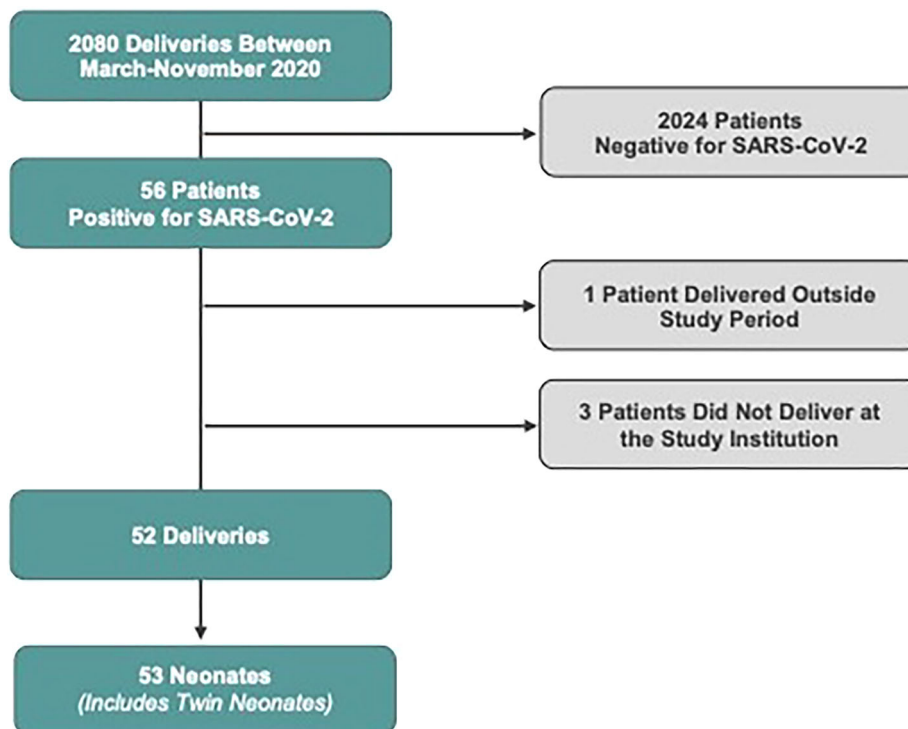 2080 Deliveries Between
March-November 2020
2024 Patients
Negative for SARS-CoV-2
56 Patients
Positive for SARS-CoV-2
1 Patient Delivered Outside
Study Period
3 Patients Did Not Deliver at
the Study Institution
52 Deliveries
53 Neonates
(Includes Twin Neonates)